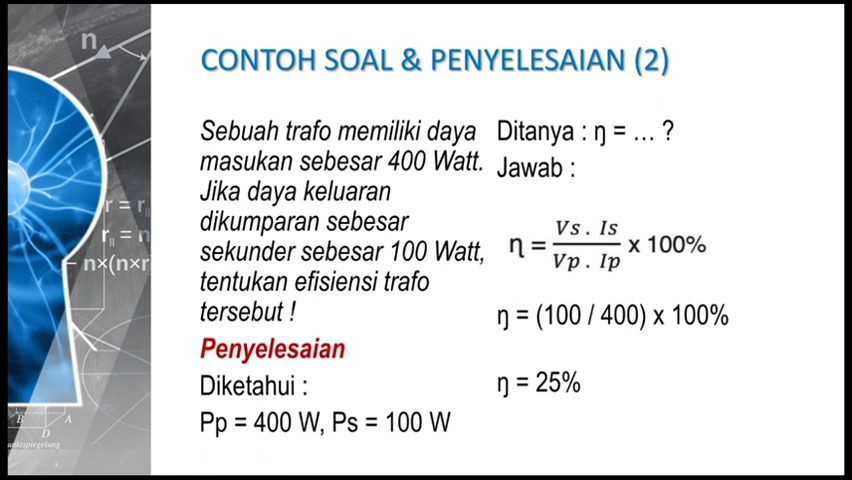 CONTOH SOAL & PENYELESAIAN (2)
Sebuah trafo memiliki daya
masukan sebesar 400 Watt.
Jika daya keluaran
dikumparan sebesar
sekunder sebesar 100 Watt,
tentukan efisiensi trafo
tersebut !
Penyelesaian
Diketahui :
Pp = 400 W, Ps = 100 W
Ditanya : ŋ = ... ?
Jawab :
η = Vs . Is / Vp . Ip x 100%
ŋ = (100 / 400) x 100%
ŋ = 25%
n
r = r
r = n
n×(n×r
B
A
D
unktspiegelung